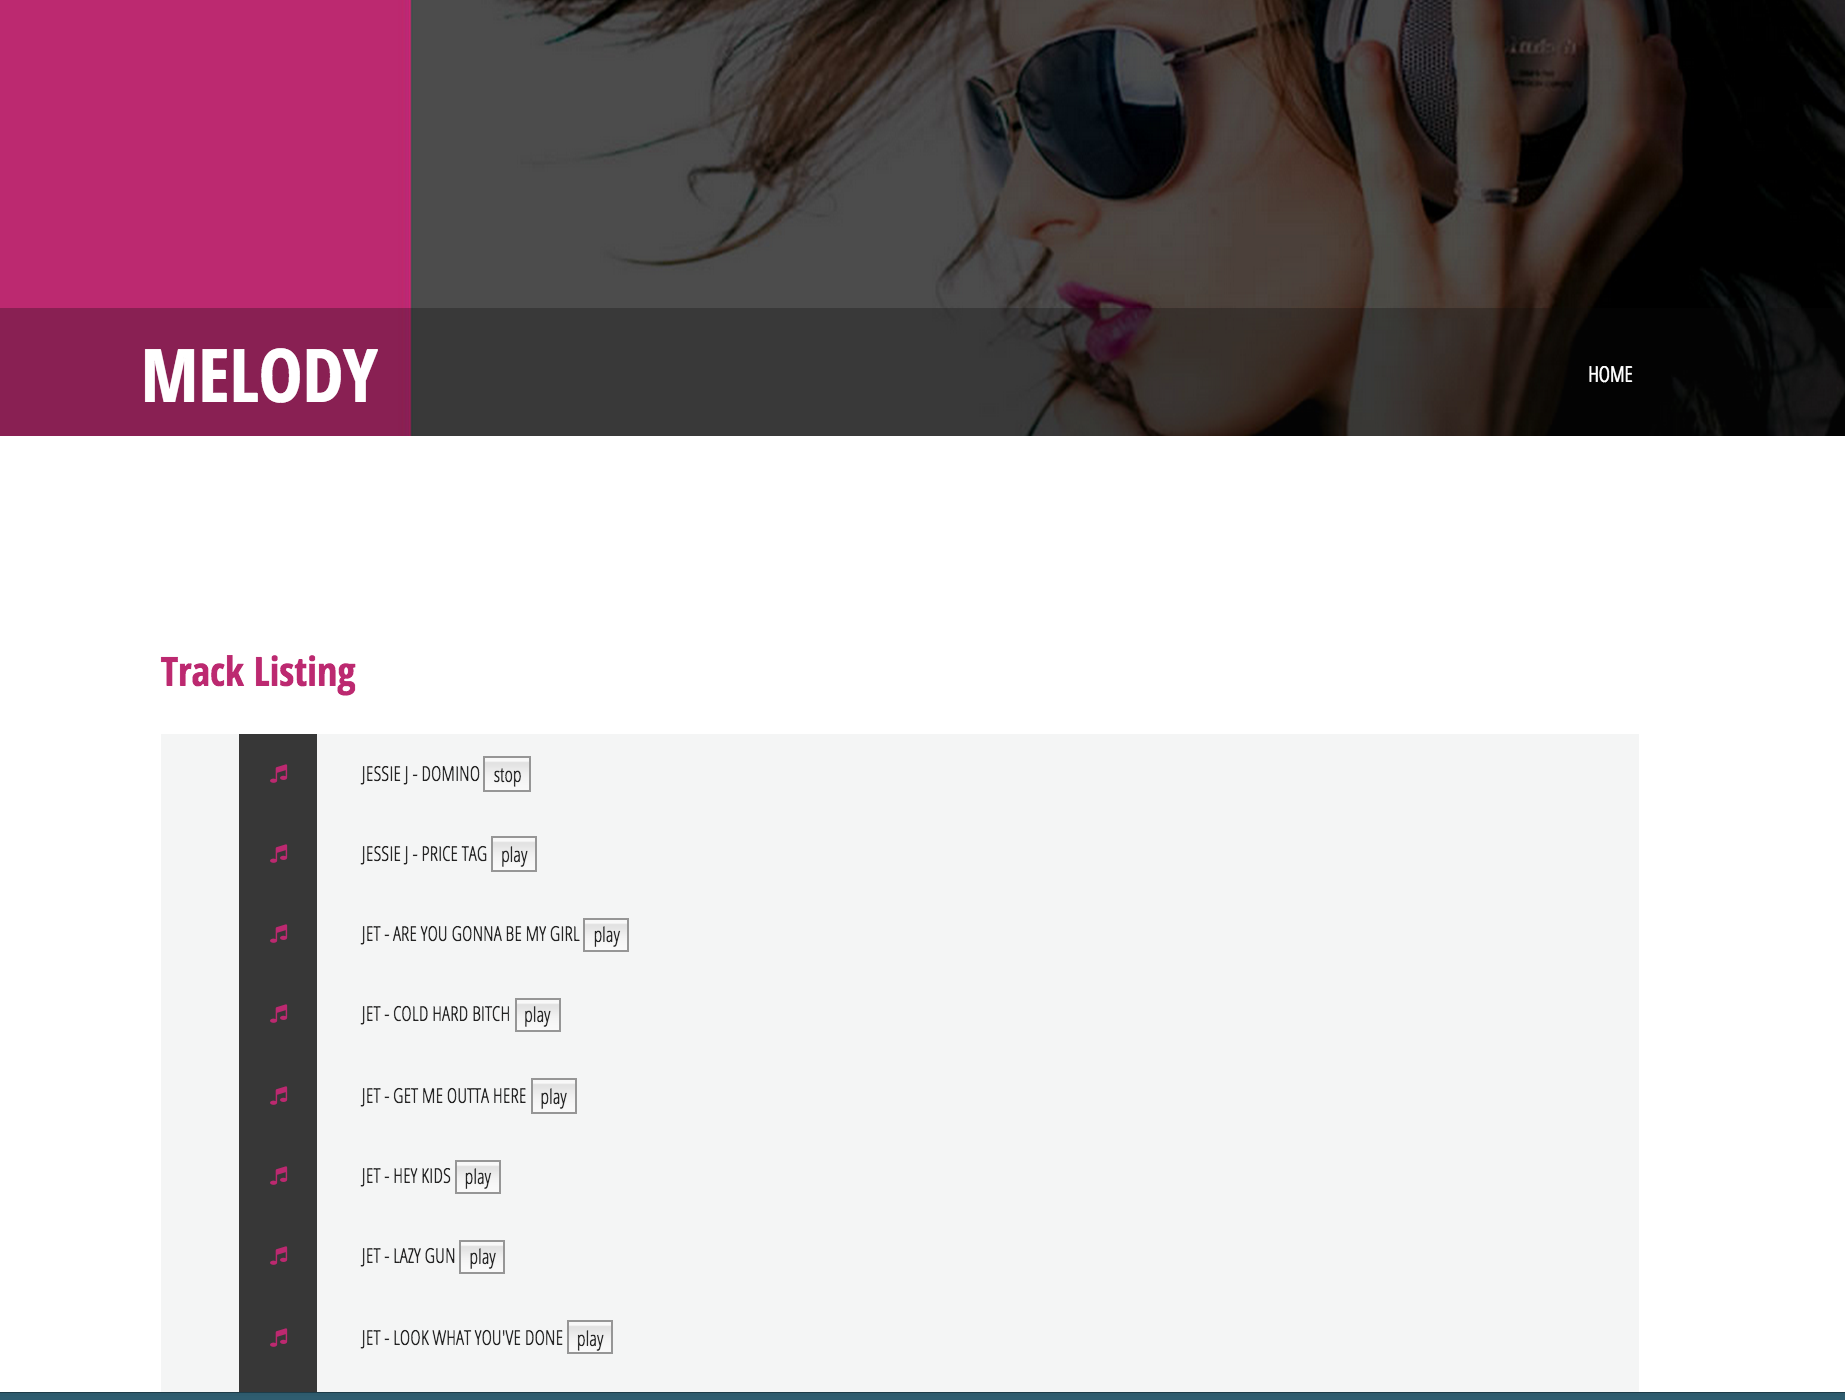 MELODY
HOME
Track Listing
JESSIE J - DOMINO stop
JESSIE J - PRICE TAG play
JET - ARE YOU GONNA BE MY GIRL play
JET - COLD HARD BITCH play
JET - GET ME OUTTA HERE play
JET - HEY KIDS play
JET - LAZY GUN play
JET - LOOK WHAT YOU'VE DONE play